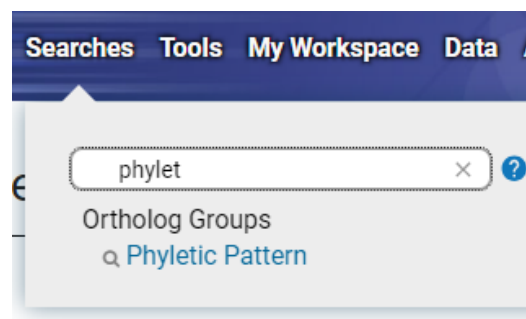 Searches Tools My Workspace Data
phylet
Ortholog Groups
Phyletic Pattern